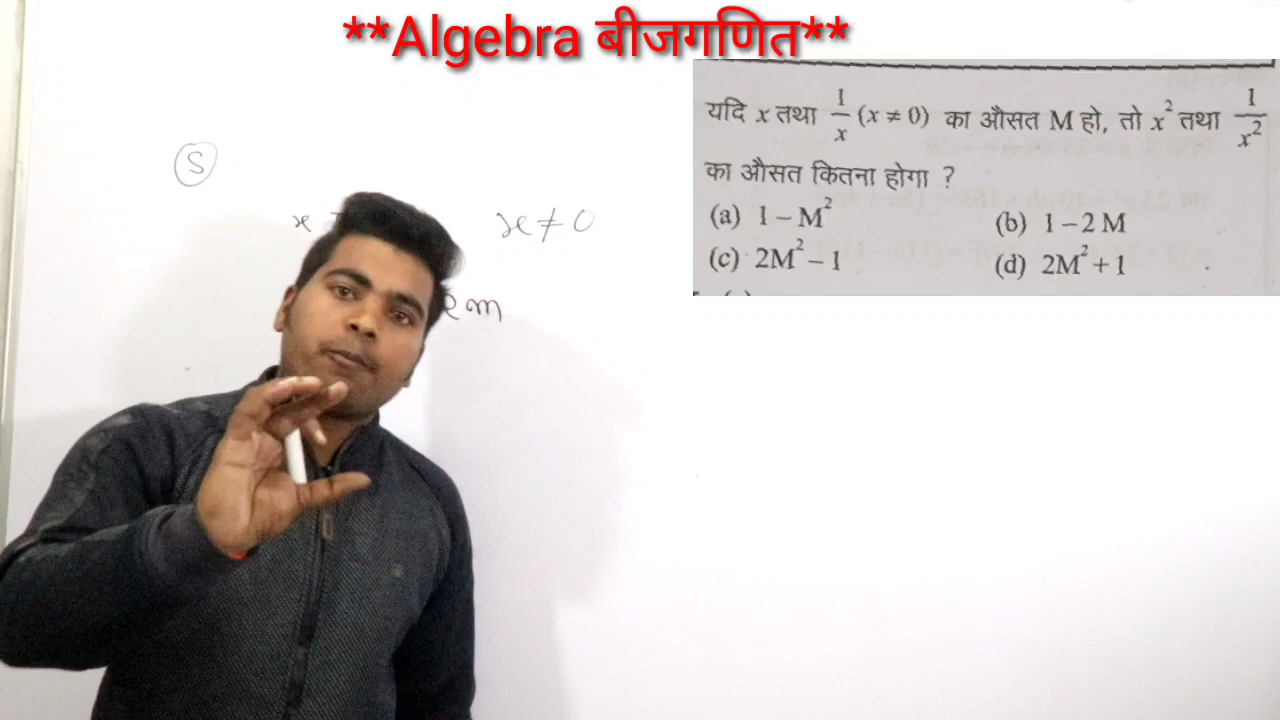 **Algebra बीजगणित**
यदि x तथा 1/x (x ≠ 0) का औसत M हो, तो x² तथा 1/x²
का औसत कितना होगा ?
(a) 1 – M²
(b) 1 – 2 M
(c) 2M² – 1
(d) 2M² + 1
S
x
x ≠ 0
2m